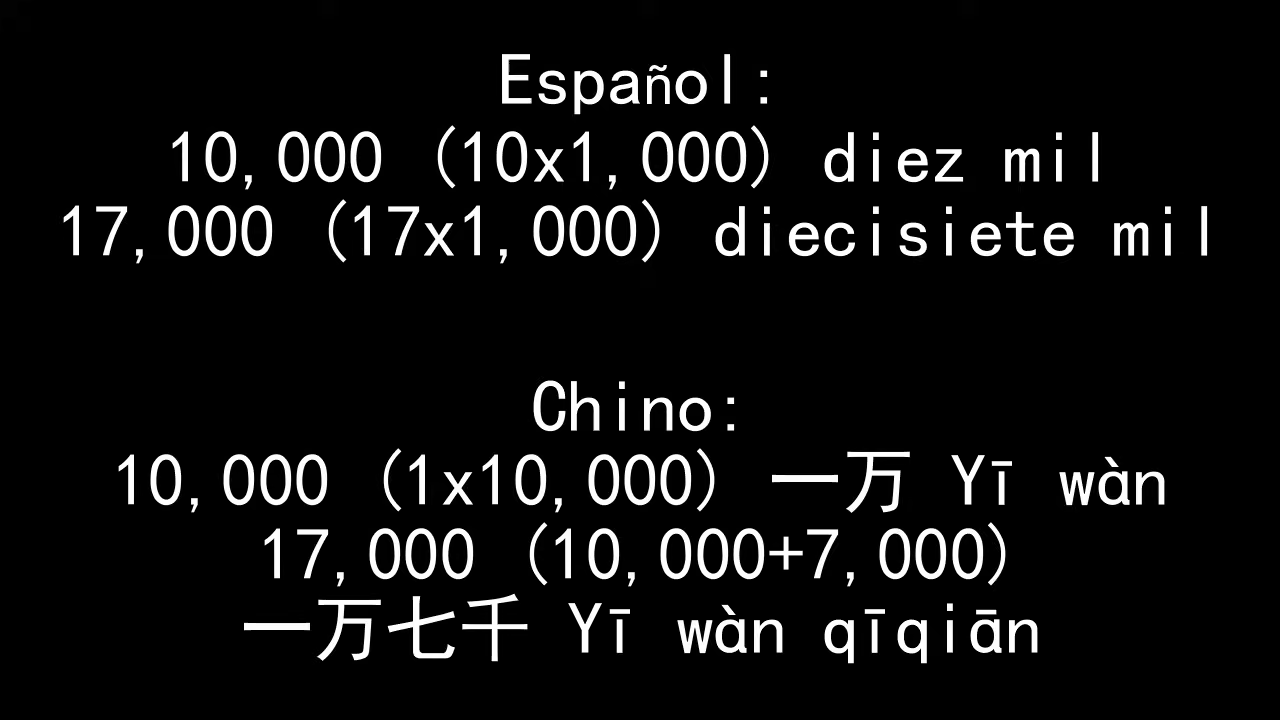 Español:
10,000 (10x1,000) diez mil
17,000 (17x1,000) diecisiete mil
Chino:
10,000 (1x10,000) 一万 Yī wàn
17,000 (10,000+7,000)
一万七千 Yī wàn qīqiān